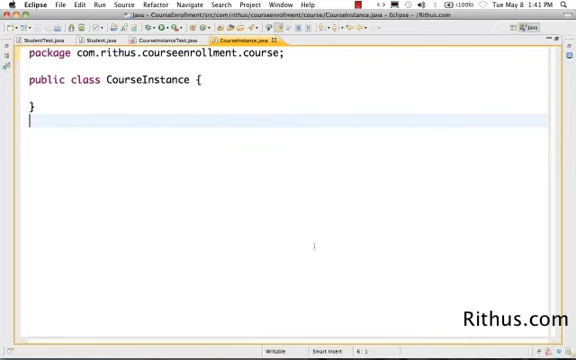 Eclipse File Edit Run Source Refactor Navigate Search Project Window Help
(100%) Tue May 8 1:41 PM
Java – CourseEnrollment/src/com/rithus/courseenrollment/course/CourseInstance.java – Eclipse – /Rithus.com
Java
StudentTest.java Student.java CourseInstanceTest.java CourseInstance.java
package com.rithus.courseenrollment.course;
public class CourseInstance {
}
Rithus.com
Writable Smart Insert 6 : 1